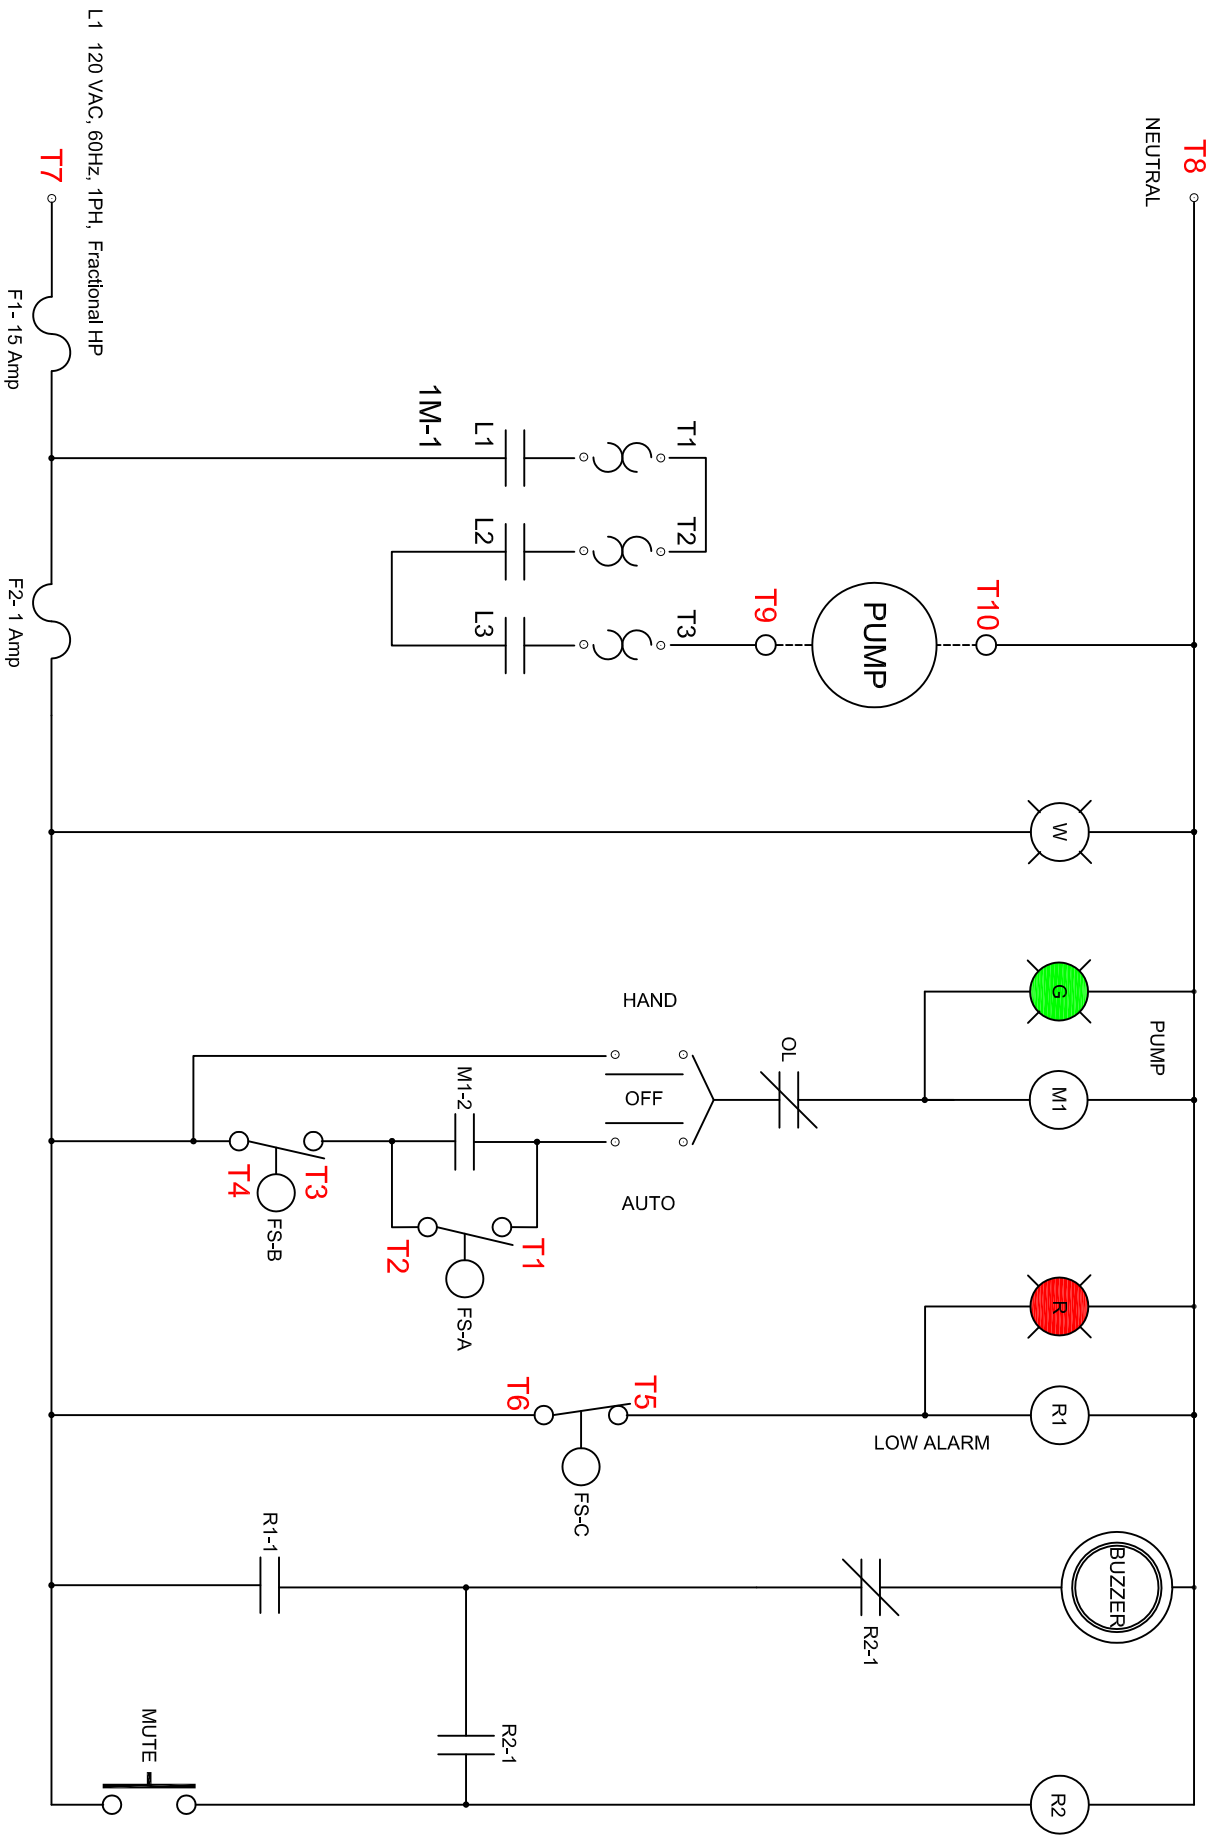 L1 120 VAC, 60Hz, 1PH, Fractional HP
T7
F1- 15 Amp
F2- 1 Amp
T8
NEUTRAL
1M-1
L1
T1
L2
T2
L3
T3
T9
PUMP
T10
W
G
PUMP
HAND
OFF
AUTO
OL
M1
M1-2
T4
T3
FS-B
T2
T1
FS-A
R
T6
T5
FS-C
LOW ALARM
R1
R1-1
R2-1
BUZZER
MUTE
R2-1
R2